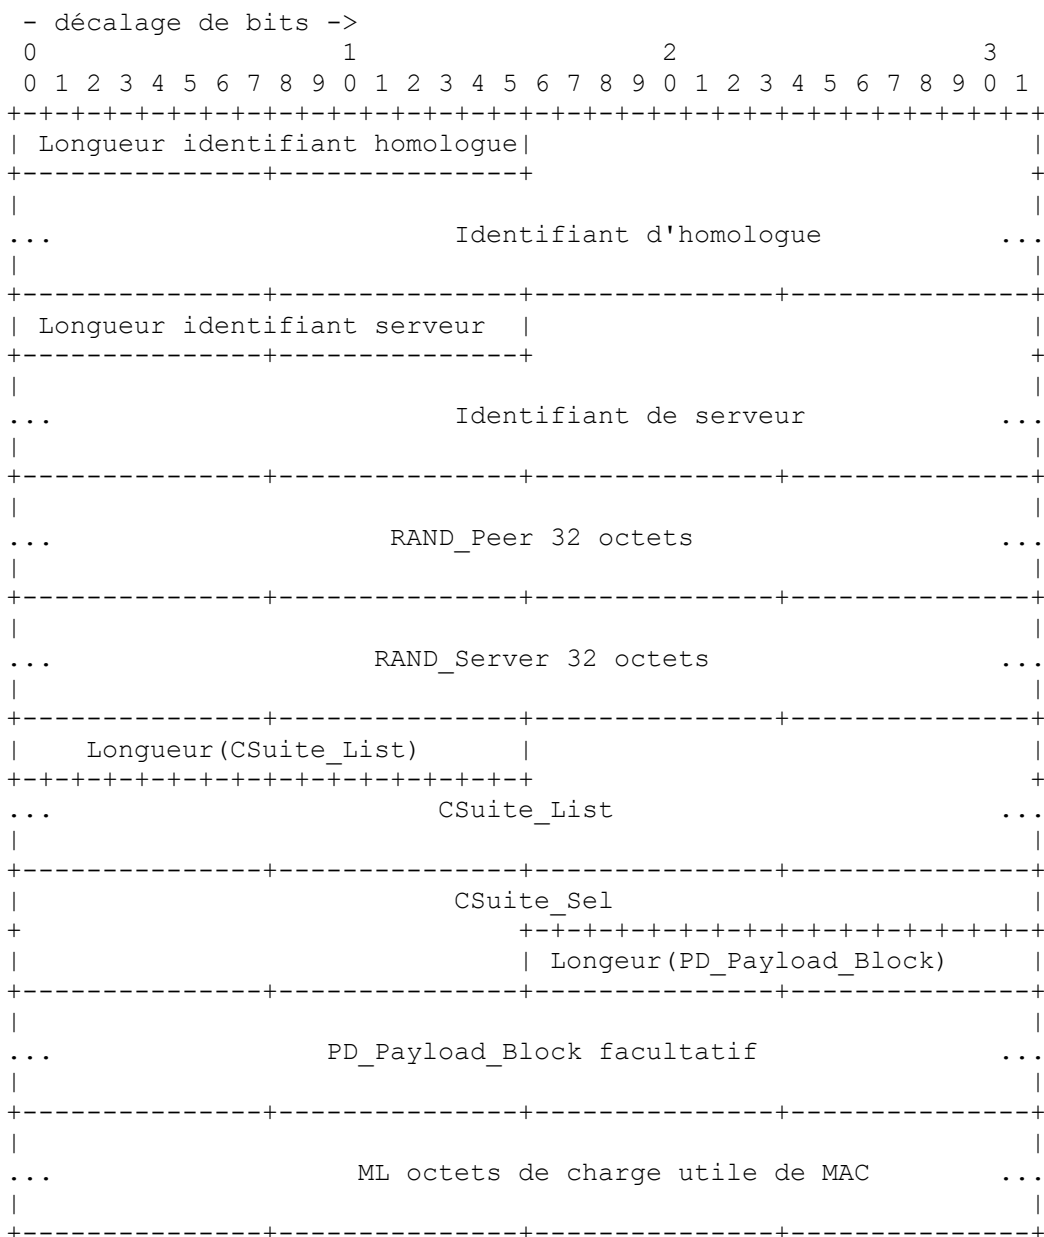 - décalage de bits ->
0                   1                   2                   3
0 1 2 3 4 5 6 7 8 9 0 1 2 3 4 5 6 7 8 9 0 1 2 3 4 5 6 7 8 9 0 1
+-+-+-+-+-+-+-+-+-+-+-+-+-+-+-+-+-+-+-+-+-+-+-+-+-+-+-+-+-+-+-+-+
| Longueur identifiant homologue|                               |
+---------------+---------------+                               +
|                                                               |
...                         Identifiant d'homologue           ...
|                                                               |
+---------------+---------------+---------------+---------------+
| Longueur identifiant serveur  |                               |
+---------------+---------------+                               +
|                                                               |
...                         Identifiant de serveur            ...
|                                                               |
+---------------+---------------+---------------+---------------+
|                                                               |
...                     RAND_Peer 32 octets                   ...
|                                                               |
+---------------+---------------+---------------+---------------+
|                                                               |
...                    RAND_Server 32 octets                  ...
|                                                               |
+---------------+---------------+---------------+---------------+
|    Longueur(CSuite_List)      |                               |
+-+-+-+-+-+-+-+-+-+-+-+-+-+-+-+-+                               +
...                        CSuite_List                        ...
|                                                               |
+---------------+---------------+---------------+---------------+
|                           CSuite_Sel                          |
+                               +-+-+-+-+-+-+-+-+-+-+-+-+-+-+-+-+
|                               | Longeur(PD_Payload_Block)     |
+---------------+---------------+---------------+---------------+
|                                                               |
...                 PD_Payload_Block facultatif               ...
|                                                               |
+---------------+---------------+---------------+---------------+
|                                                               |
...                   ML octets de charge utile de MAC        ...
|                                                               |
+---------------+---------------+---------------+---------------+